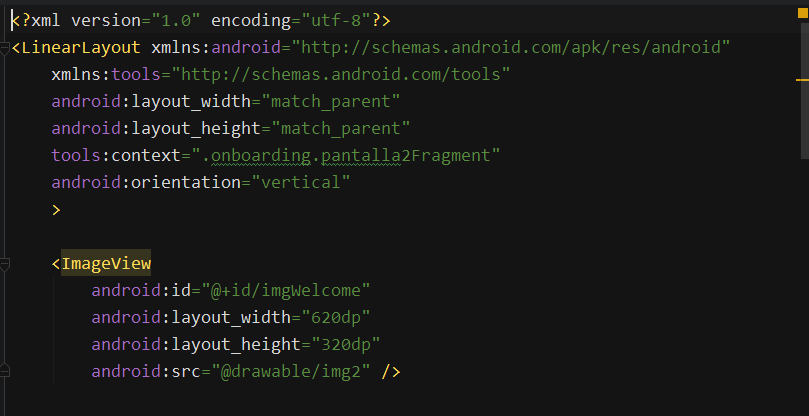 <?xml version="1.0" encoding="utf-8"?>
<LinearLayout xmlns:android="http://schemas.android.com/apk/res/android"
    xmlns:tools="http://schemas.android.com/tools"
    android:layout_width="match_parent"
    android:layout_height="match_parent"
    tools:context=".onboarding.pantalla2Fragment"
    android:orientation="vertical"
    >

    <ImageView
        android:id="@+id/imgWelcome"
        android:layout_width="620dp"
        android:layout_height="320dp"
        android:src="@drawable/img2" />